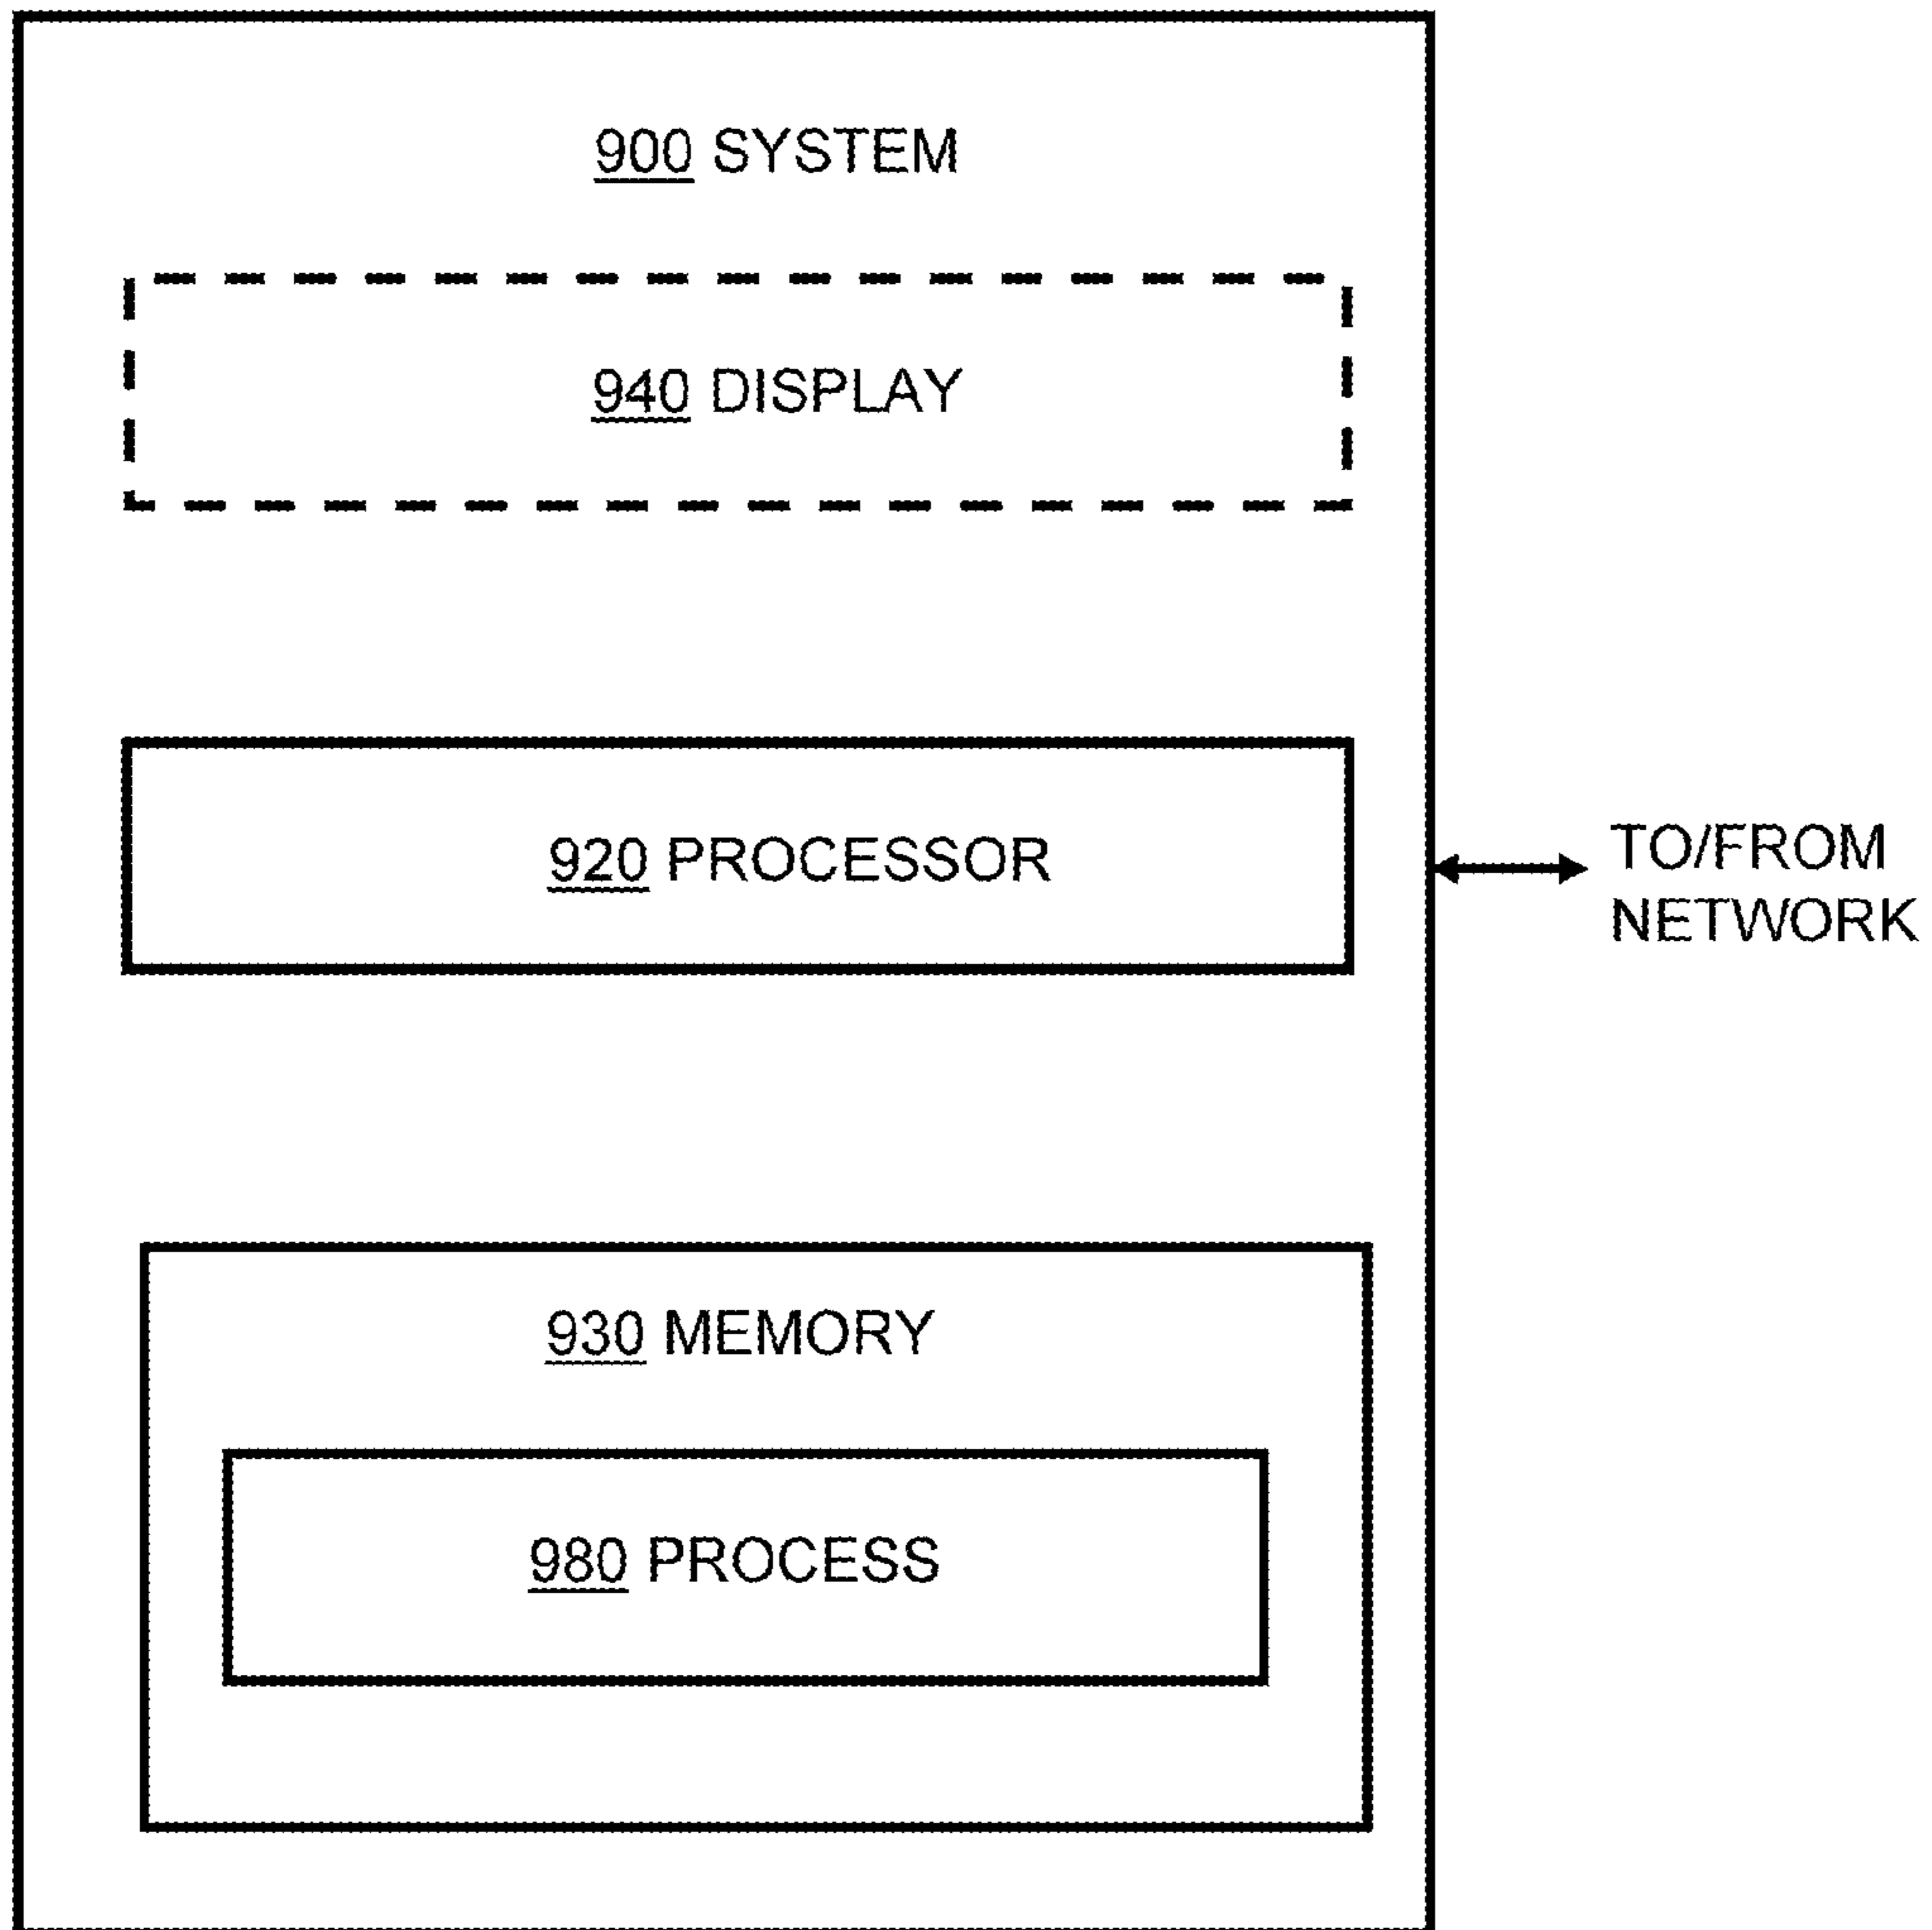 900 SYSTEM
940 DISPLAY
920 PROCESSOR
TO/FROM
NETWORK
930 MEMORY
980 PROCESS